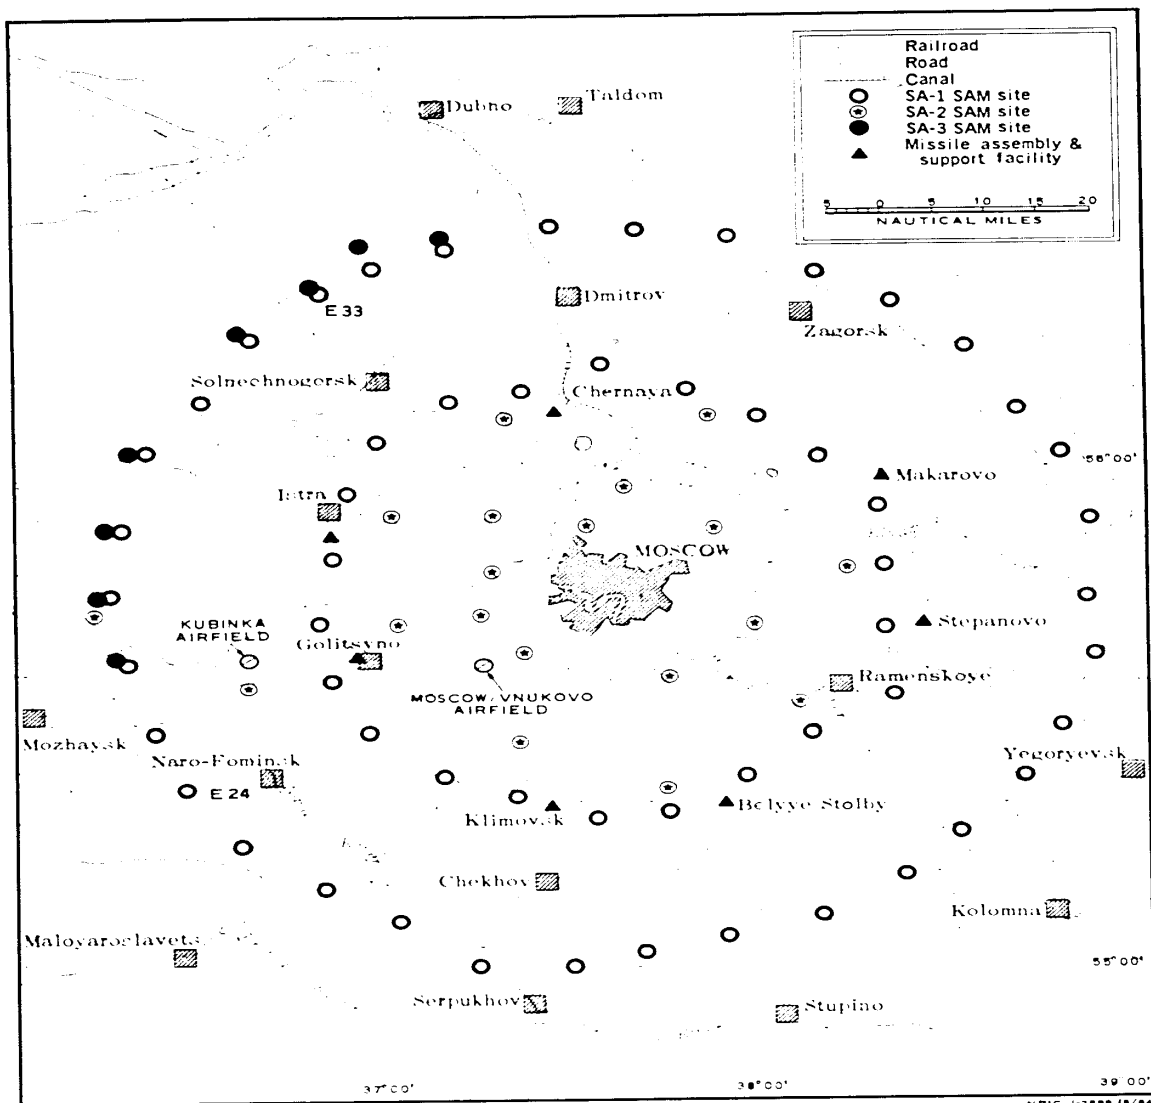 Railroad
Road
Canal
SA-1 SAM site
SA-2 SAM site
SA-3 SAM site
Missile assembly &
support facility
5 0 5 10 15 20
NAUTICAL MILES
Dubno
Taldom
Dmitrov
E 33
Zagorsk
Solnechnogorsk
Chernaya
56°00'
Makarovo
Istra
MOSCOW
KUBINKA
AIRFIELD
Golitsyno
Stepanovo
Ramenskoye
MOSCOW/VNUKOVO
AIRFIELD
Mozhaysk
Naro-Fominsk
Yegoryevsk
E 24
Klimovsk
Belyye Stolby
Chekhov
Kolomna
Maloyaroslavets
55°00'
Serpukhov
Stupino
37°00'
38°00'
39°00'